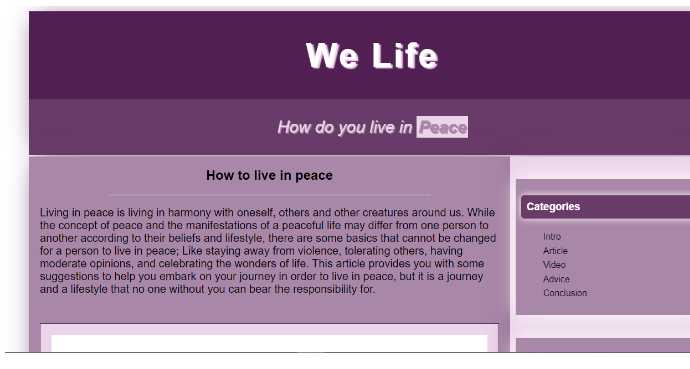 We Life
How do you live in Peace
How to live in peace
Living in peace is living in harmony with oneself, others and other creatures around us. While
the concept of peace and the manifestations of a peaceful life may differ from one person to
another according to their beliefs and lifestyle, there are some basics that cannot be changed
for a person to live in peace; Like staying away from violence, tolerating others, having
moderate opinions, and celebrating the wonders of life. This article provides you with some
suggestions to help you embark on your journey in order to live in peace, but it is a journey
and a lifestyle that no one without you can bear the responsibility for.
Categories
Intro
Article
Video
Advice
Conclusion